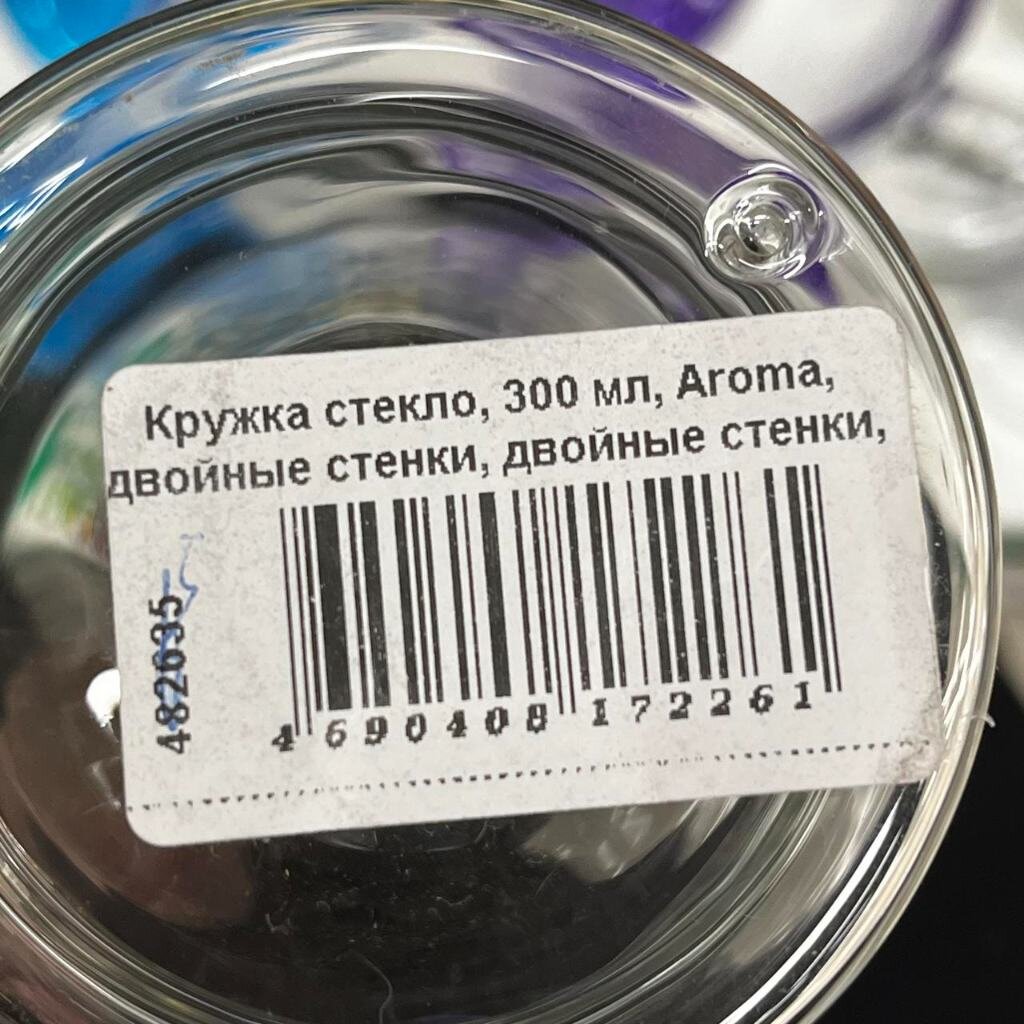 Кружка стекло, 300 мл, Aroma,
двойные стенки, двойные стенки,
482635
4 690408 172261